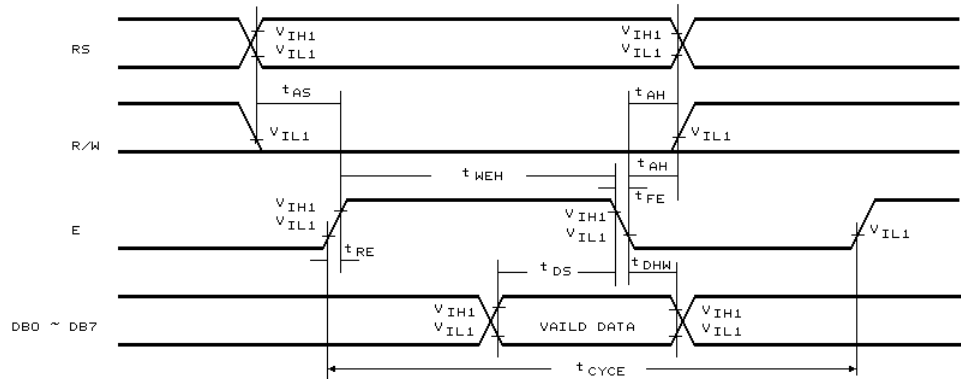 RS
VIH1
VIL1
VIH1
VIL1
tAS
tAH
R/W
VIL1
VIL1
tWEH
tAH
tFE
E
VIH1
VIL1
VIH1
VIL1
VIL1
tRE
tDS
tDHW
DB0 ~ DB7
VIH1
VIL1
VAILD DATA
VIH1
VIL1
tCYCE